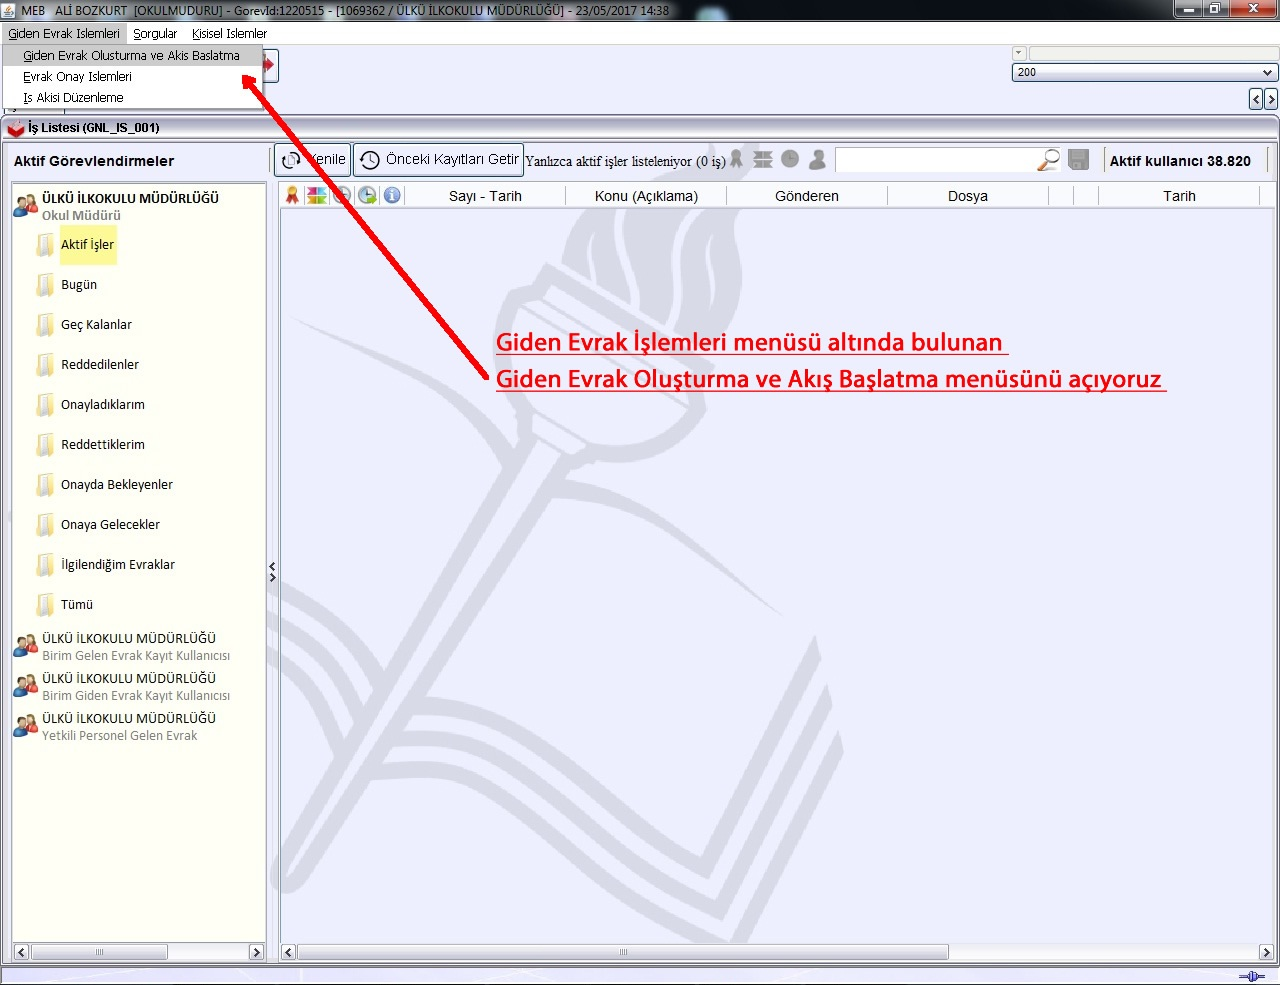 MEB ALİ BOZKURT [OKULMUDURU] - GorevId:1220515 - [1069362 / ÜLKÜ İLKOKULU MÜDÜRLÜĞÜ] - 23/05/2017 14:38
Giden Evrak Islemleri Sorgular Kisisel Islemler
Giden Evrak Olusturma ve Akis Baslatma
Evrak Onay Islemleri
Is Akisi Düzenleme
200
İş Listesi (GNL_IS_001)
Aktif Görevlendirmeler
Önceki Kayıtları Getir Yanlızca aktif işler listeleniyor (0 iş) Aktif kullanıcı 38.820
Sayı - Tarih Konu (Açıklama) Gönderen Dosya Tarih
ÜLKÜ İLKOKULU MÜDÜRLÜĞÜ
Okul Müdürü
Aktif İşler
Bugün
Geç Kalanlar
Reddedilenler
Onayladıklarım
Reddettiklerim
Onayda Bekleyenler
Onaya Gelecekler
İlgilendiğim Evraklar
Tümü
ÜLKÜ İLKOKULU MÜDÜRLÜĞÜ
Birim Gelen Evrak Kayıt Kullanıcısı
ÜLKÜ İLKOKULU MÜDÜRLÜĞÜ
Birim Giden Evrak Kayıt Kullanıcısı
ÜLKÜ İLKOKULU MÜDÜRLÜĞÜ
Yetkili Personel Gelen Evrak
Giden Evrak İşlemleri menüsü altında bulunan
Giden Evrak Oluşturma ve Akış Başlatma menüsünü açıyoruz